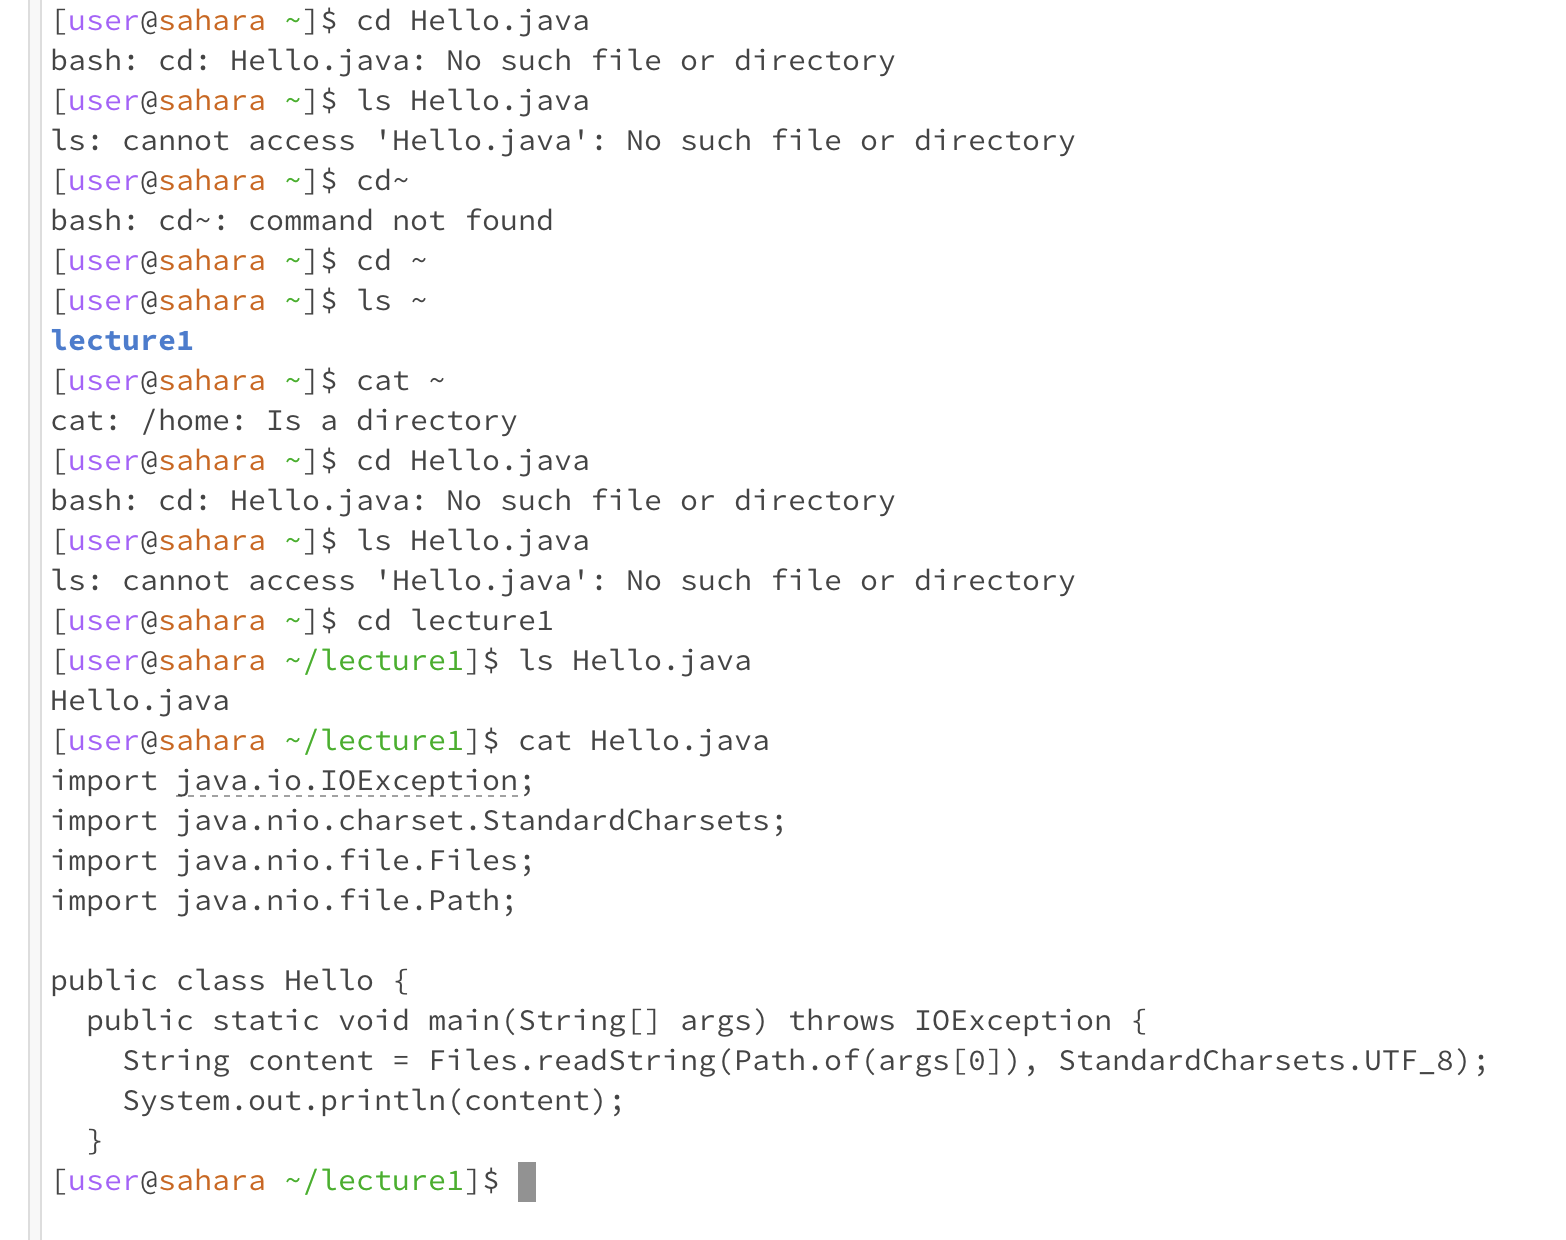 [user@sahara ~]$ cd Hello.java
bash: cd: Hello.java: No such file or directory
[user@sahara ~]$ ls Hello.java
ls: cannot access 'Hello.java': No such file or directory
[user@sahara ~]$ cd~
bash: cd~: command not found
[user@sahara ~]$ cd ~
[user@sahara ~]$ ls ~
lecture1
[user@sahara ~]$ cat ~
cat: /home: Is a directory
[user@sahara ~]$ cd Hello.java
bash: cd: Hello.java: No such file or directory
[user@sahara ~]$ ls Hello.java
ls: cannot access 'Hello.java': No such file or directory
[user@sahara ~]$ cd lecture1
[user@sahara ~/lecture1]$ ls Hello.java
Hello.java
[user@sahara ~/lecture1]$ cat Hello.java
import java.io.IOException;
import java.nio.charset.StandardCharsets;
import java.nio.file.Files;
import java.nio.file.Path;

public class Hello {
  public static void main(String[] args) throws IOException {
    String content = Files.readString(Path.of(args[0]), StandardCharsets.UTF_8);
    System.out.println(content);
  }
[user@sahara ~/lecture1]$